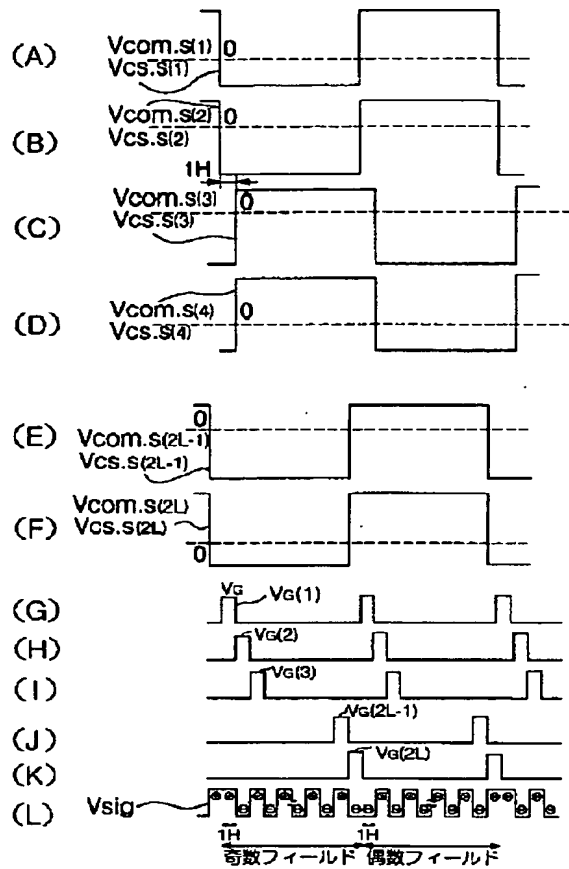 (A)
Vcom.S(1)
Vcs.S(1)
0
(B)
Vcom.S(2)
Vcs.S(2)
0
1H
(C)
Vcom.S(3)
Vcs.S(3)
0
(D)
Vcom.S(4)
Vcs.S(4)
0
(E)
0
Vcom.S(2L-1)
Vcs.S(2L-1)
(F)
Vcom.S(2L)
Vcs.S(2L)
0
(G)
VG
VG(1)
(H)
VG(2)
(I)
VG(3)
(J)
VG(2L-1)
(K)
VG(2L)
(L)
Vsig
1H
1H
奇数フィールド
偶数フィールド